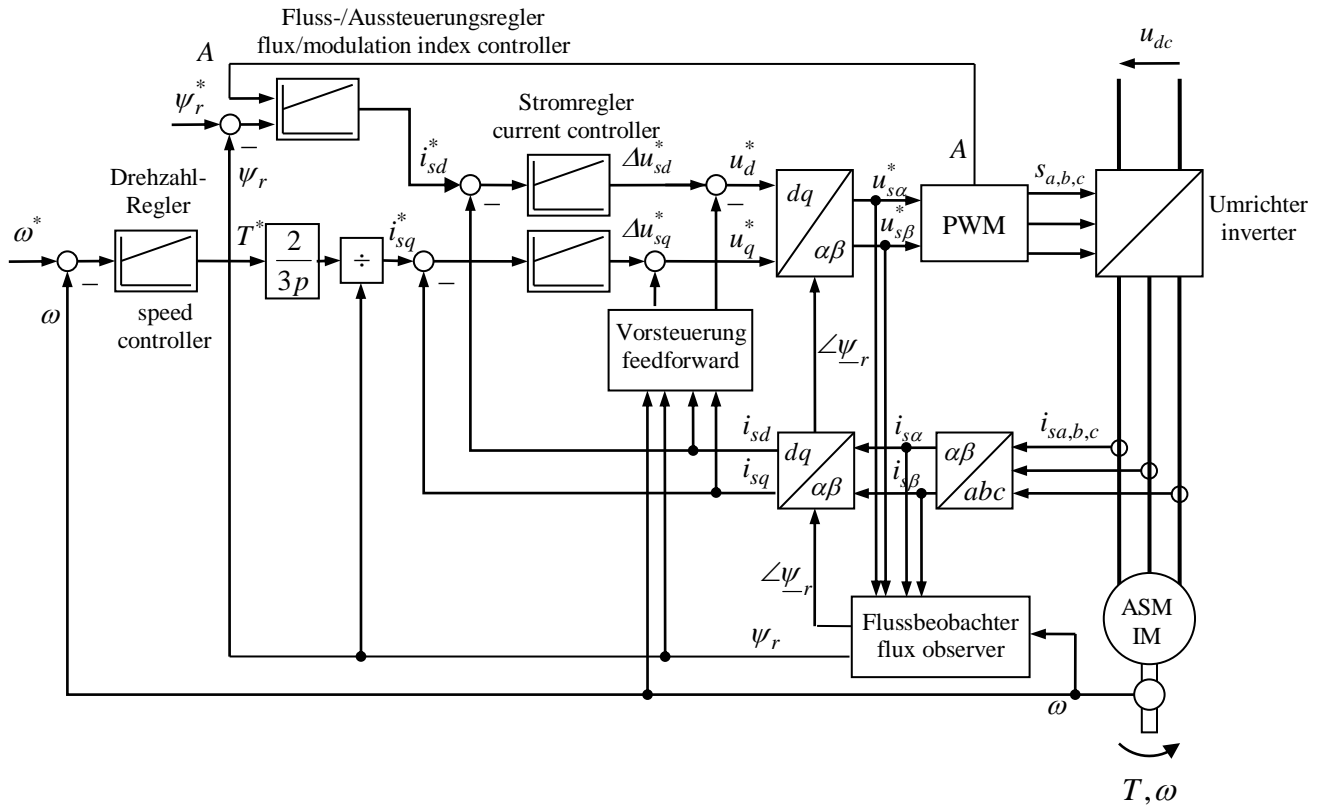 Fluss-/Aussteuerungsregler
flux/modulation index controller
A
u_dc
ψ_r^*
−
ψ_r
Stromregler
current controller
i_sd^*
−
Δu_sd^*
u_d^*
−
A
s_a,b,c
Drehzahl-
Regler
ω^*
−
ω
speed
controller
T^*
2
3p
÷
i_sq^*
−
Δu_sq^*
u_q^*
dq
αβ
u_sα^*
u_sβ^*
PWM
Umrichter
inverter
Vorsteuerung
feedforward
∠ψ_r
i_sd
i_sq
dq
αβ
i_sα
i_sβ
αβ
abc
i_sa,b,c
∠ψ_r
ψ_r
Flussbeobachter
flux observer
ASM
IM
ω
T, ω